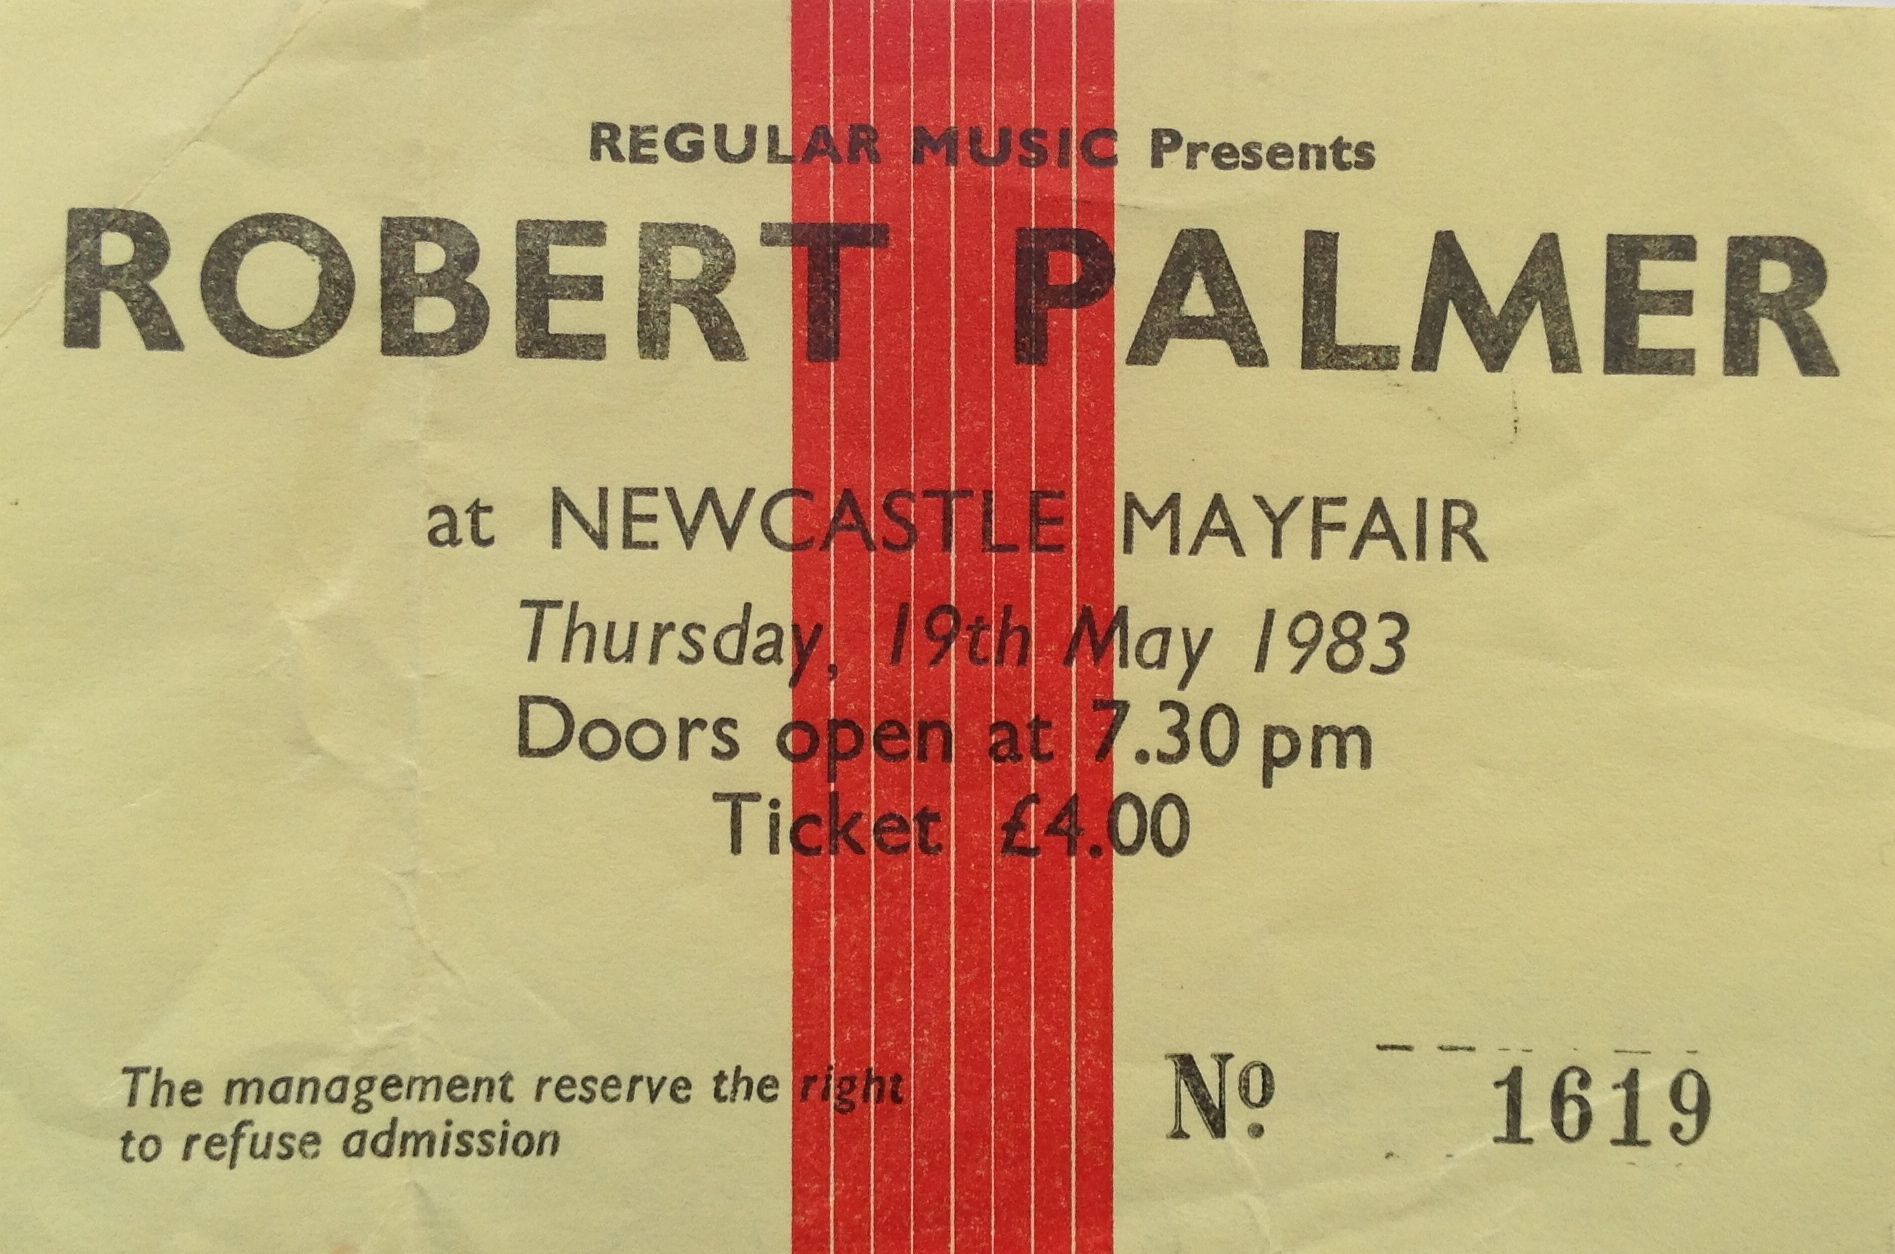 REGULAR MUSIC Presents
ROBERT PALMER
at NEWCASTLE MAYFAIR
Thursday, 19th May 1983
Doors open at 7.30 pm
Ticket £4.00
The management reserve the right
to refuse admission
Nº 1619